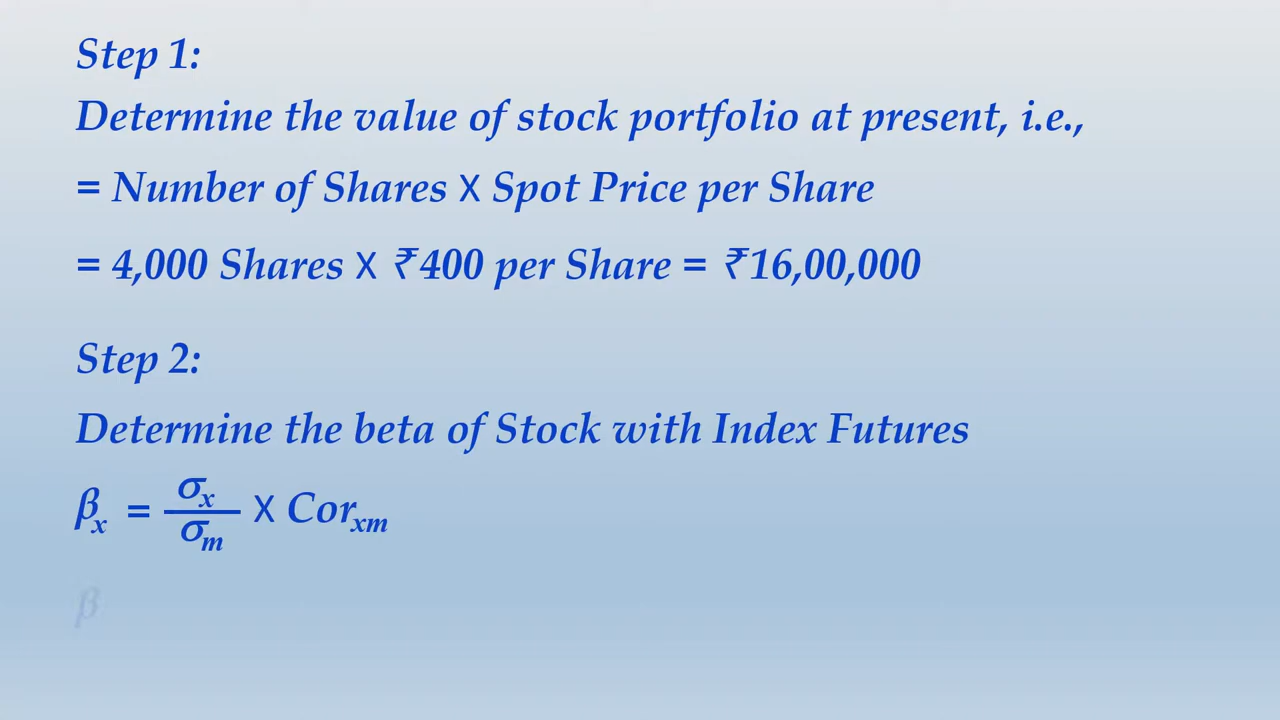 Step 1:
Determine the value of stock portfolio at present, i.e.,
= Number of Shares X Spot Price per Share
= 4,000 Shares X ₹400 per Share = ₹16,00,000
Step 2:
Determine the beta of Stock with Index Futures
βx = σx / σm X Corxm
β